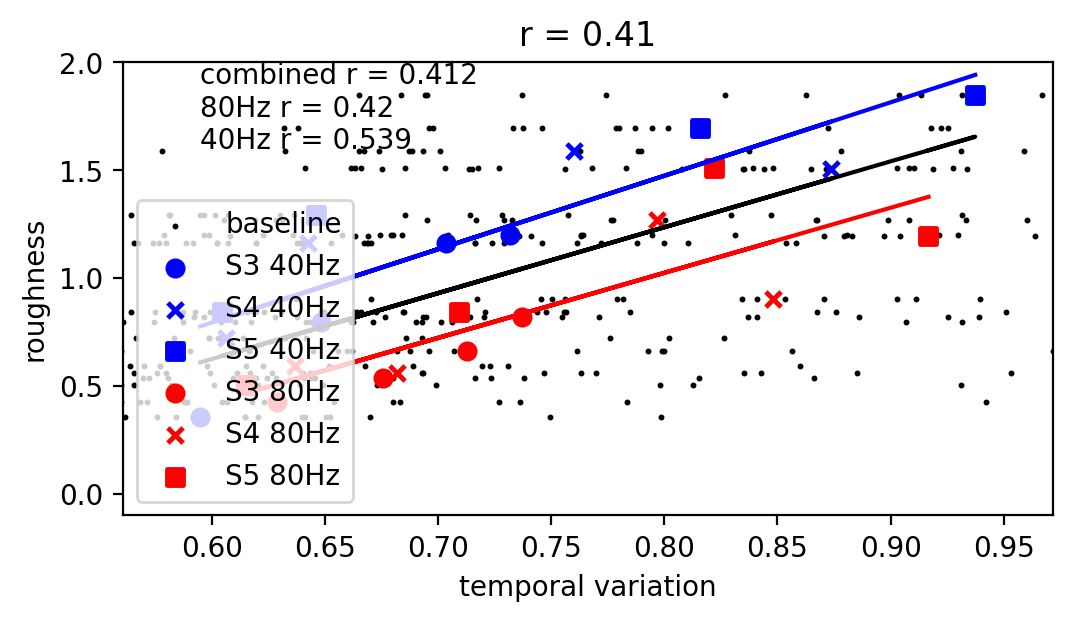 r = 0.41
combined r = 0.412
80Hz r = 0.42
40Hz r = 0.539
2.0
1.5
1.0
0.5
0.0
roughness
baseline
S3 40Hz
S4 40Hz
S5 40Hz
S3 80Hz
S4 80Hz
S5 80Hz
0.60 0.65 0.70 0.75 0.80 0.85 0.90 0.95
temporal variation